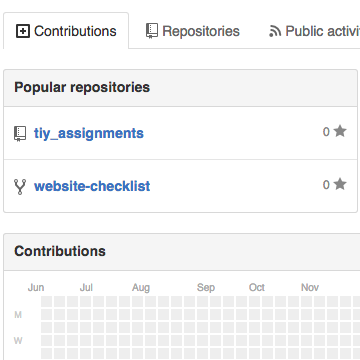 Contributions Repositories Public activi
Popular repositories
tiy_assignments 0
website-checklist 0
Contributions
Jun Jul Aug Sep Oct Nov
M
W